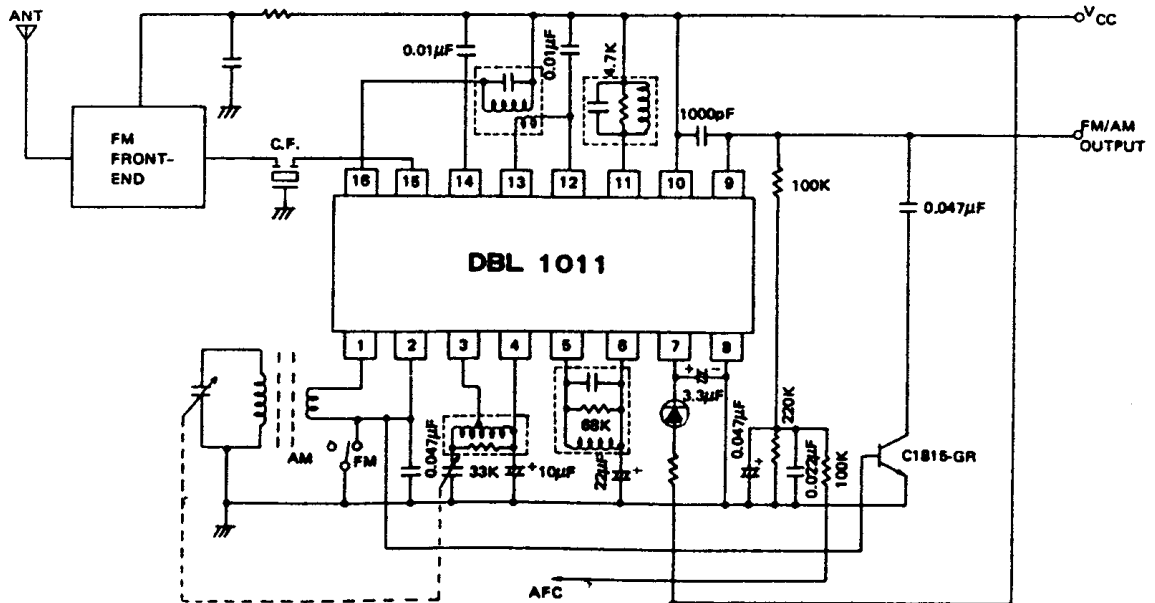 ANT
VCC
0.01µF
0.01µF
4.7K
1000pF
FM/AM
OUTPUT
FM
FRONT-
END
C.F.
16
15
14
13
12
11
10
9
100K
0.047µF
DBL 1011
1
2
3
4
5
6
7
8
+
-
3.3µF
68K
220K
AM
FM
0.047µF
33K
+
10µF
22µF
+
0.047µF
+
0.022µF
100K
C1815-GR
AFC